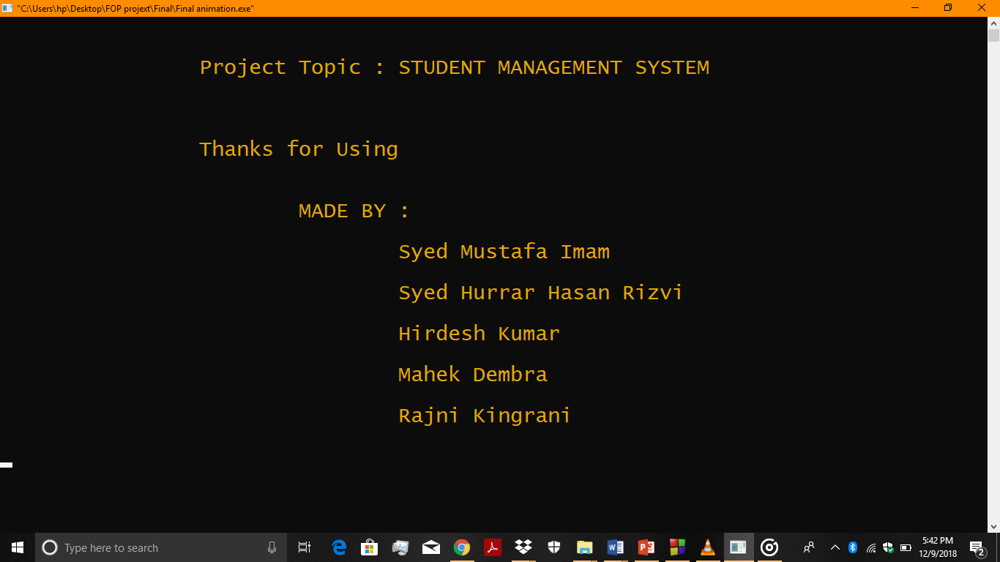 "C:\Users\hp\Desktop\FOP projext\Final\Final animation.exe"
Project Topic : STUDENT MANAGEMENT SYSTEM
Thanks for Using
MADE BY :
Syed Mustafa Imam
Syed Hurrar Hasan Rizvi
Hirdesh Kumar
Mahek Dembra
Rajni Kingrani
Type here to search
5:42 PM
12/9/2018
2